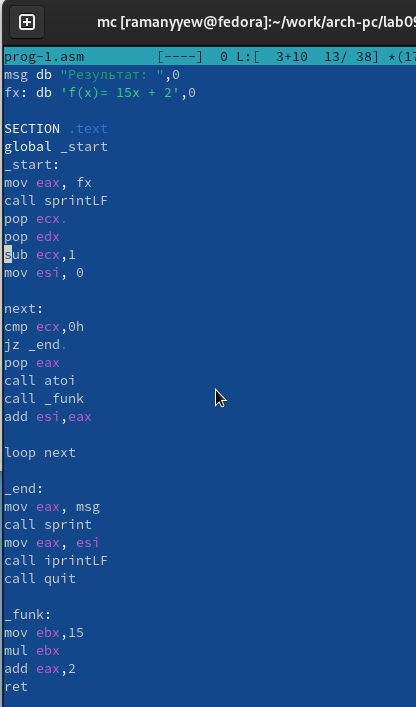 mc [ramanyyew@fedora]:~/work/arch-pc/lab09
prog-1.asm [----] 0 L:[ 3+10 13/ 38] *(17
msg db "Результат: ",0
fx: db 'f(x)= 15x + 2',0
SECTION .text
global _start
_start:
mov eax, fx
call sprintLF
pop ecx.
pop edx
sub ecx,1
mov esi, 0
next:
cmp ecx,0h
jz _end.
pop eax
call atoi
call _funk
add esi,eax
loop next
_end:
mov eax, msg
call sprint
mov eax, esi
call iprintLF
call quit
_funk:
mov ebx,15
mul ebx
add eax,2
ret